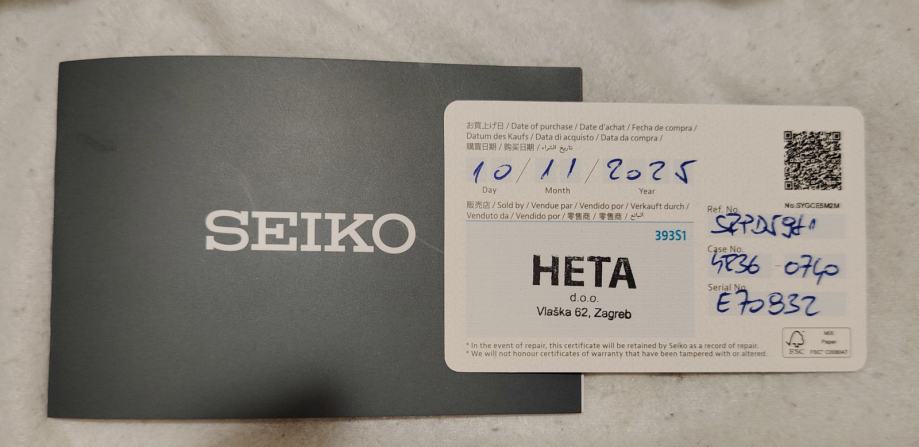 SEIKO
お買上げ日 / Date of purchase / Date d'achat / Fecha de compra /
Datum des Kaufs / Data di acquisto / Data da compra /
購買日期 / 购买日期 / تاريخ الشراء
10 / 11 / 2025
Day Month Year
販売店 / Sold by / Vendue par / Vendido por / Verkauft durch /
Venduto da / Vendido por / 零售商 / 零售商 / البائع
393S1
HETA
d.o.o.
Vlaška 62, Zagreb
* In the event of repair, this certificate will be retained by Seiko as a record of repair.
* We will not honour certificates of warranty that have been tampered with or altered.
No.SYGCE5M2M
Ref. No.
Case No.
4R36 - 07G0
Serial No.
E70832
MIX
Paper
FSC